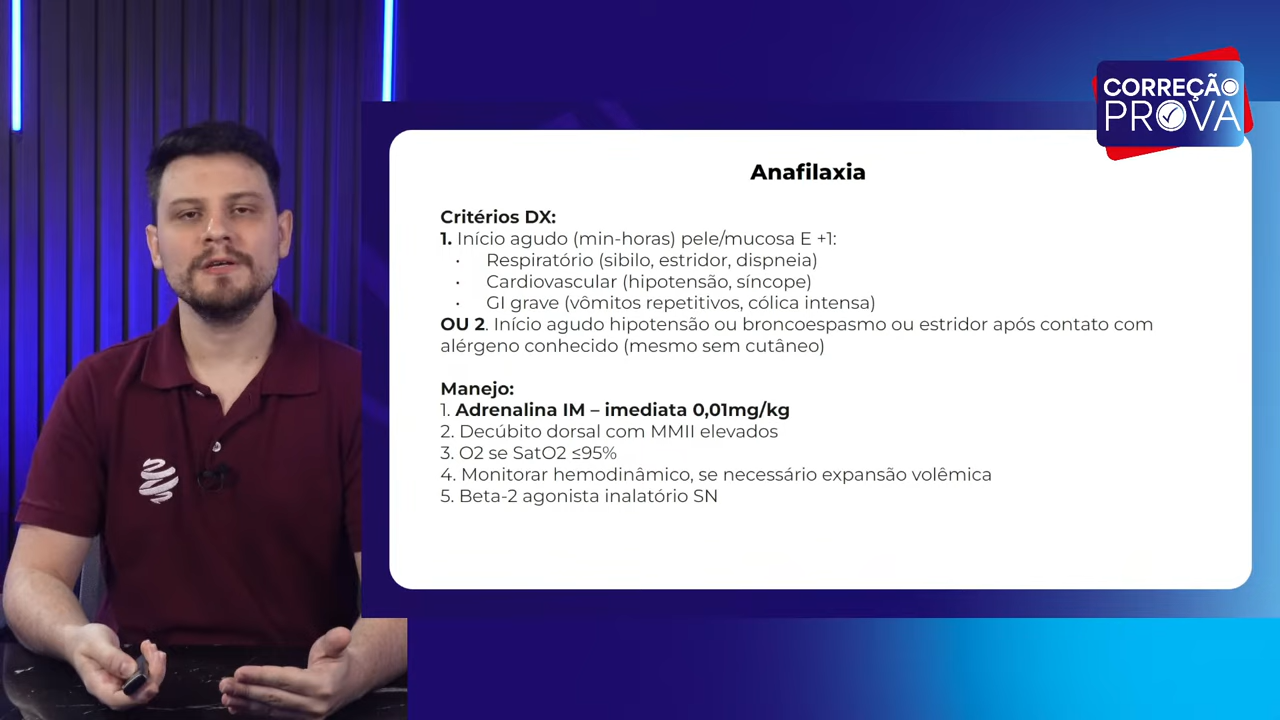 CORREÇÃO
PROVA
Anafilaxia
Critérios DX:
1. Início agudo (min-horas) pele/mucosa E +1:
• Respiratório (sibilo, estridor, dispneia)
• Cardiovascular (hipotensão, síncope)
• GI grave (vômitos repetitivos, cólica intensa)
OU 2. Início agudo hipotensão ou broncoespasmo ou estridor após contato com
alérgeno conhecido (mesmo sem cutâneo)
Manejo:
1. Adrenalina IM – imediata 0,01mg/kg
2. Decúbito dorsal com MMII elevados
3. O2 se SatO2 ≤95%
4. Monitorar hemodinâmico, se necessário expansão volêmica
5. Beta-2 agonista inalatório SN